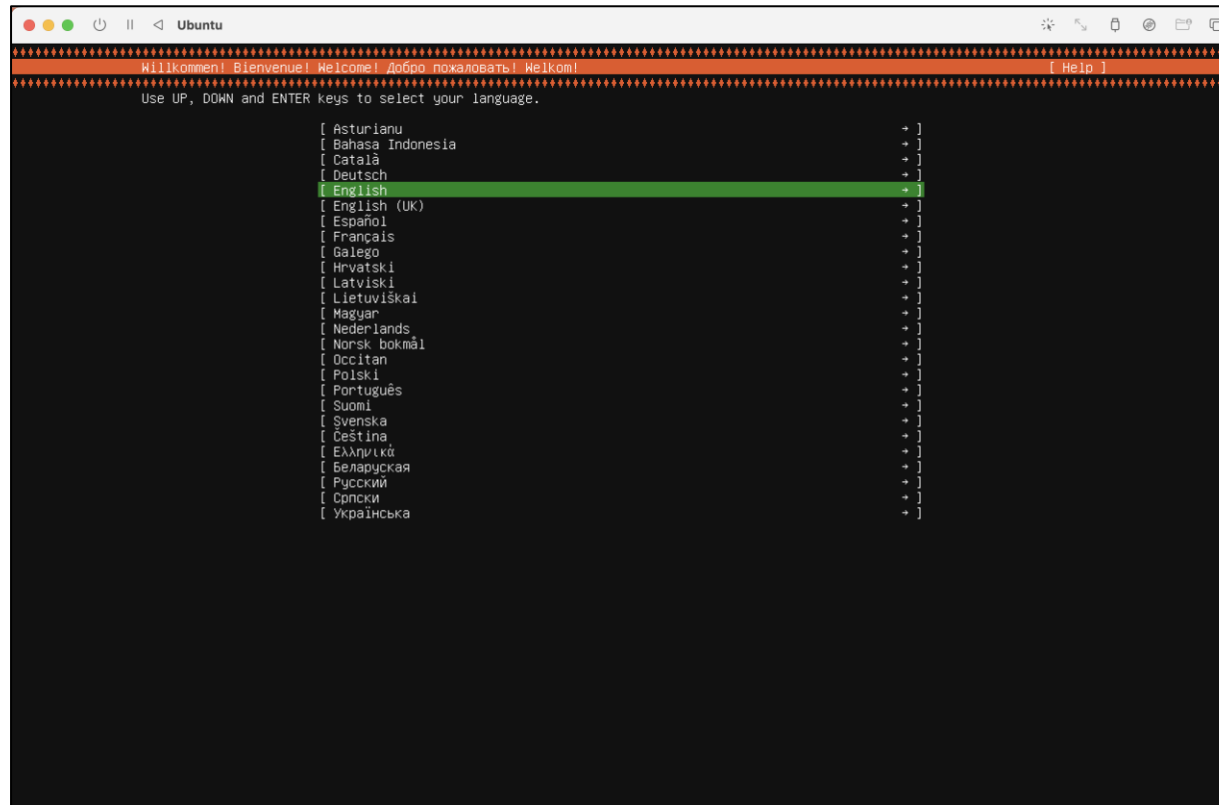 Ubuntu
Willkommen! Bienvenue! Welcome! Добро пожаловать! Welkom! [ Help ]
Use UP, DOWN and ENTER keys to select your language.
[ Asturianu → ]
[ Bahasa Indonesia → ]
[ Català → ]
[ Deutsch → ]
[ English → ]
[ English (UK) → ]
[ Español → ]
[ Français → ]
[ Galego → ]
[ Hrvatski → ]
[ Latviski → ]
[ Lietuviškai → ]
[ Magyar → ]
[ Nederlands → ]
[ Norsk bokmål → ]
[ Occitan → ]
[ Polski → ]
[ Português → ]
[ Suomi → ]
[ Svenska → ]
[ Čeština → ]
[ Ελληνικά → ]
[ Беларуская → ]
[ Русский → ]
[ Српски → ]
[ Українська → ]